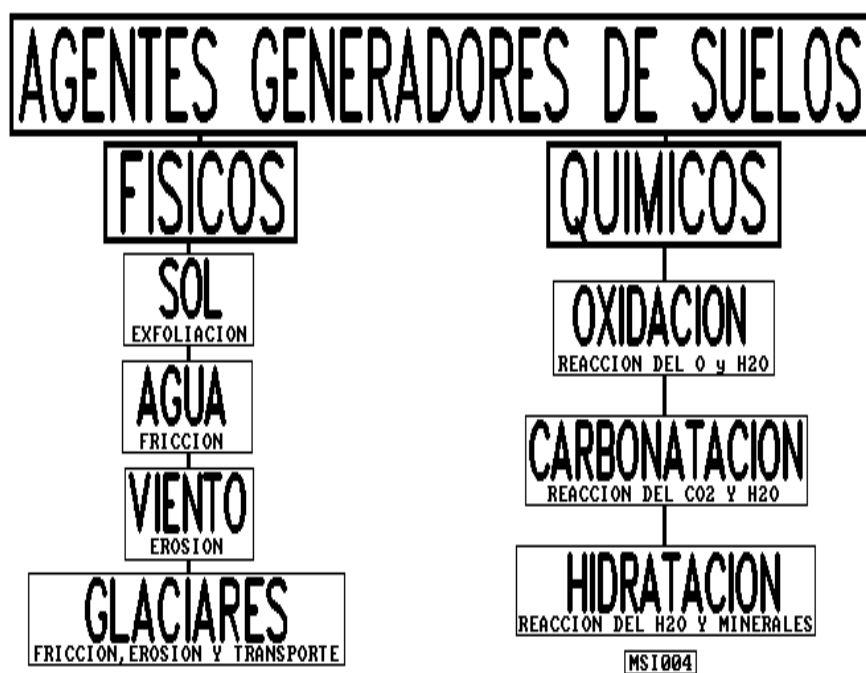 AGENTES GENERADORES DE SUELOS
FISICOS
SOL
EXFOLIACION
AGUA
FRICCION
VIENTO
EROSION
GLACIARES
FRICCION,EROSION Y TRANSPORTE
QUIMICOS
OXIDACION
REACCION DEL O y H2O
CARBONATACION
REACCION DEL CO2 Y H2O
HIDRATACION
REACCION DEL H2O Y MINERALES
MSI004